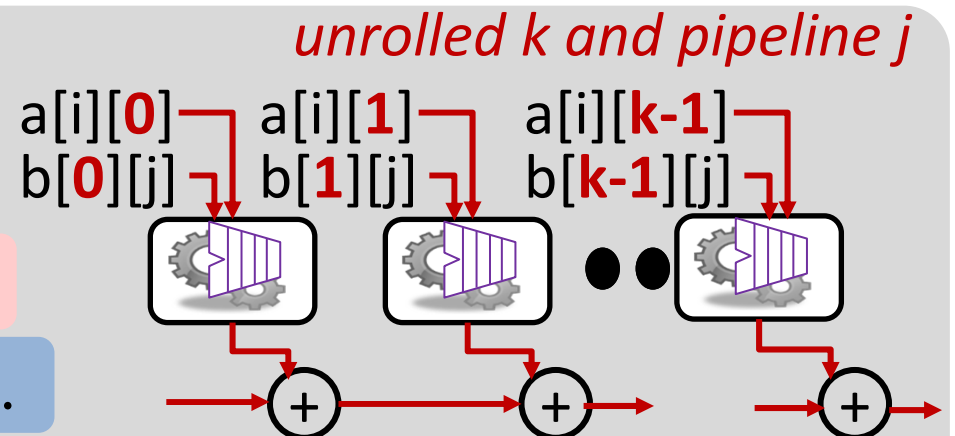 unrolled k and pipeline j
a[i][0] a[i][1] a[i][k-1]
b[0][j] b[1][j] b[k-1][j]
.
+ + +